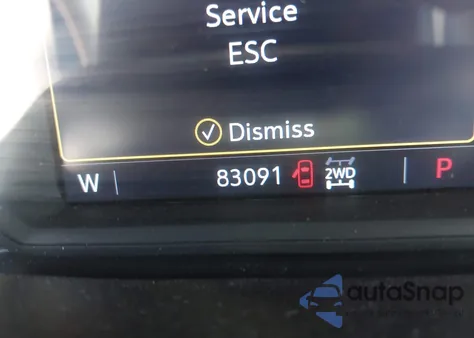 Service
ESC
Dismiss
W 83091 2WD P
autoSnap